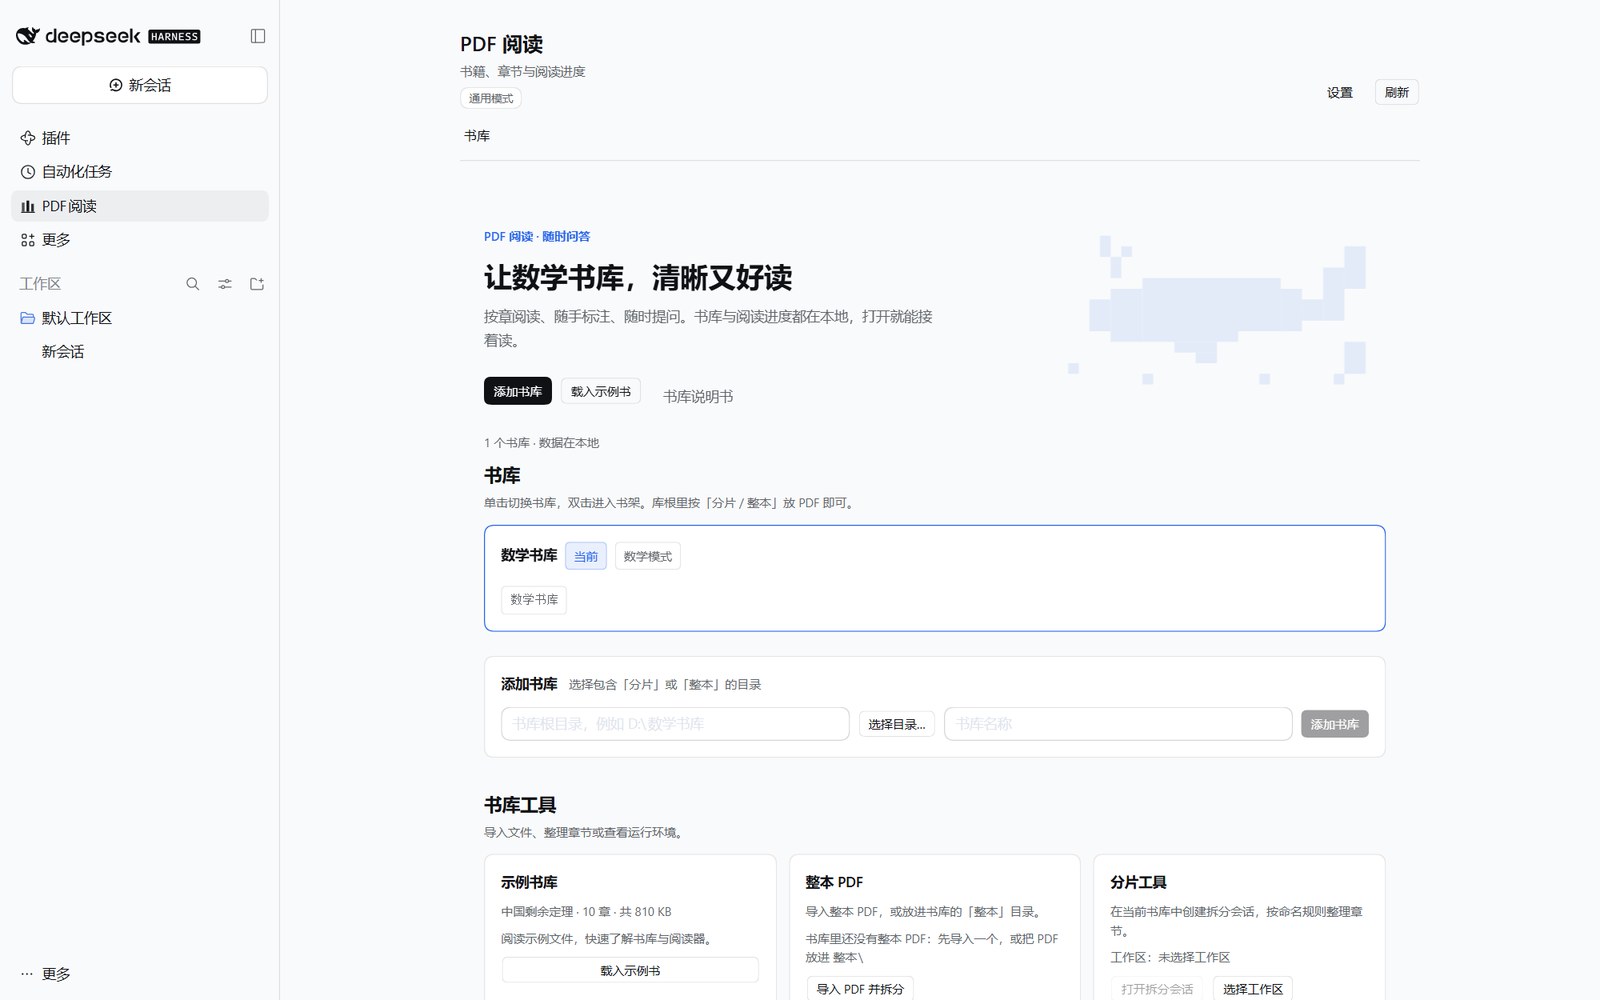 deepseek HARNESS
新会话
插件
自动化任务
PDF 阅读
更多
工作区
默认工作区
新会话
更多
PDF 阅读
书籍、章节与阅读进度
通用模式
设置
刷新
书库
PDF 阅读 · 随时问答
让数学书库，清晰又好读
按章阅读、随手标注、随时提问。书库与阅读进度都在本地，打开就能接
着读。
添加书库
载入示例书
书库说明书
1 个书库 · 数据在本地
书库
单击切换书库，双击进入书架。库根里按「分片 / 整本」放 PDF 即可。
数学书库
当前
数学模式
数学书库
添加书库
选择包含「分片」或「整本」的目录
书库根目录，例如 D:\数学书库
选择目录...
书库名称
添加书库
书库工具
导入文件、整理章节或查看运行环境。
示例书库
中国剩余定理 · 10 章 · 共 810 KB
阅读示例文件，快速了解书库与阅读器。
载入示例书
整本 PDF
导入整本 PDF，或放进书库的「整本」目录。
书库里还没有整本 PDF：先导入一个，或把 PDF
放进 整本\
导入 PDF 并拆分
分片工具
在当前书库中创建拆分会话，按命名规则整理章
节。
工作区：未选择工作区
打开拆分会话
选择工作区